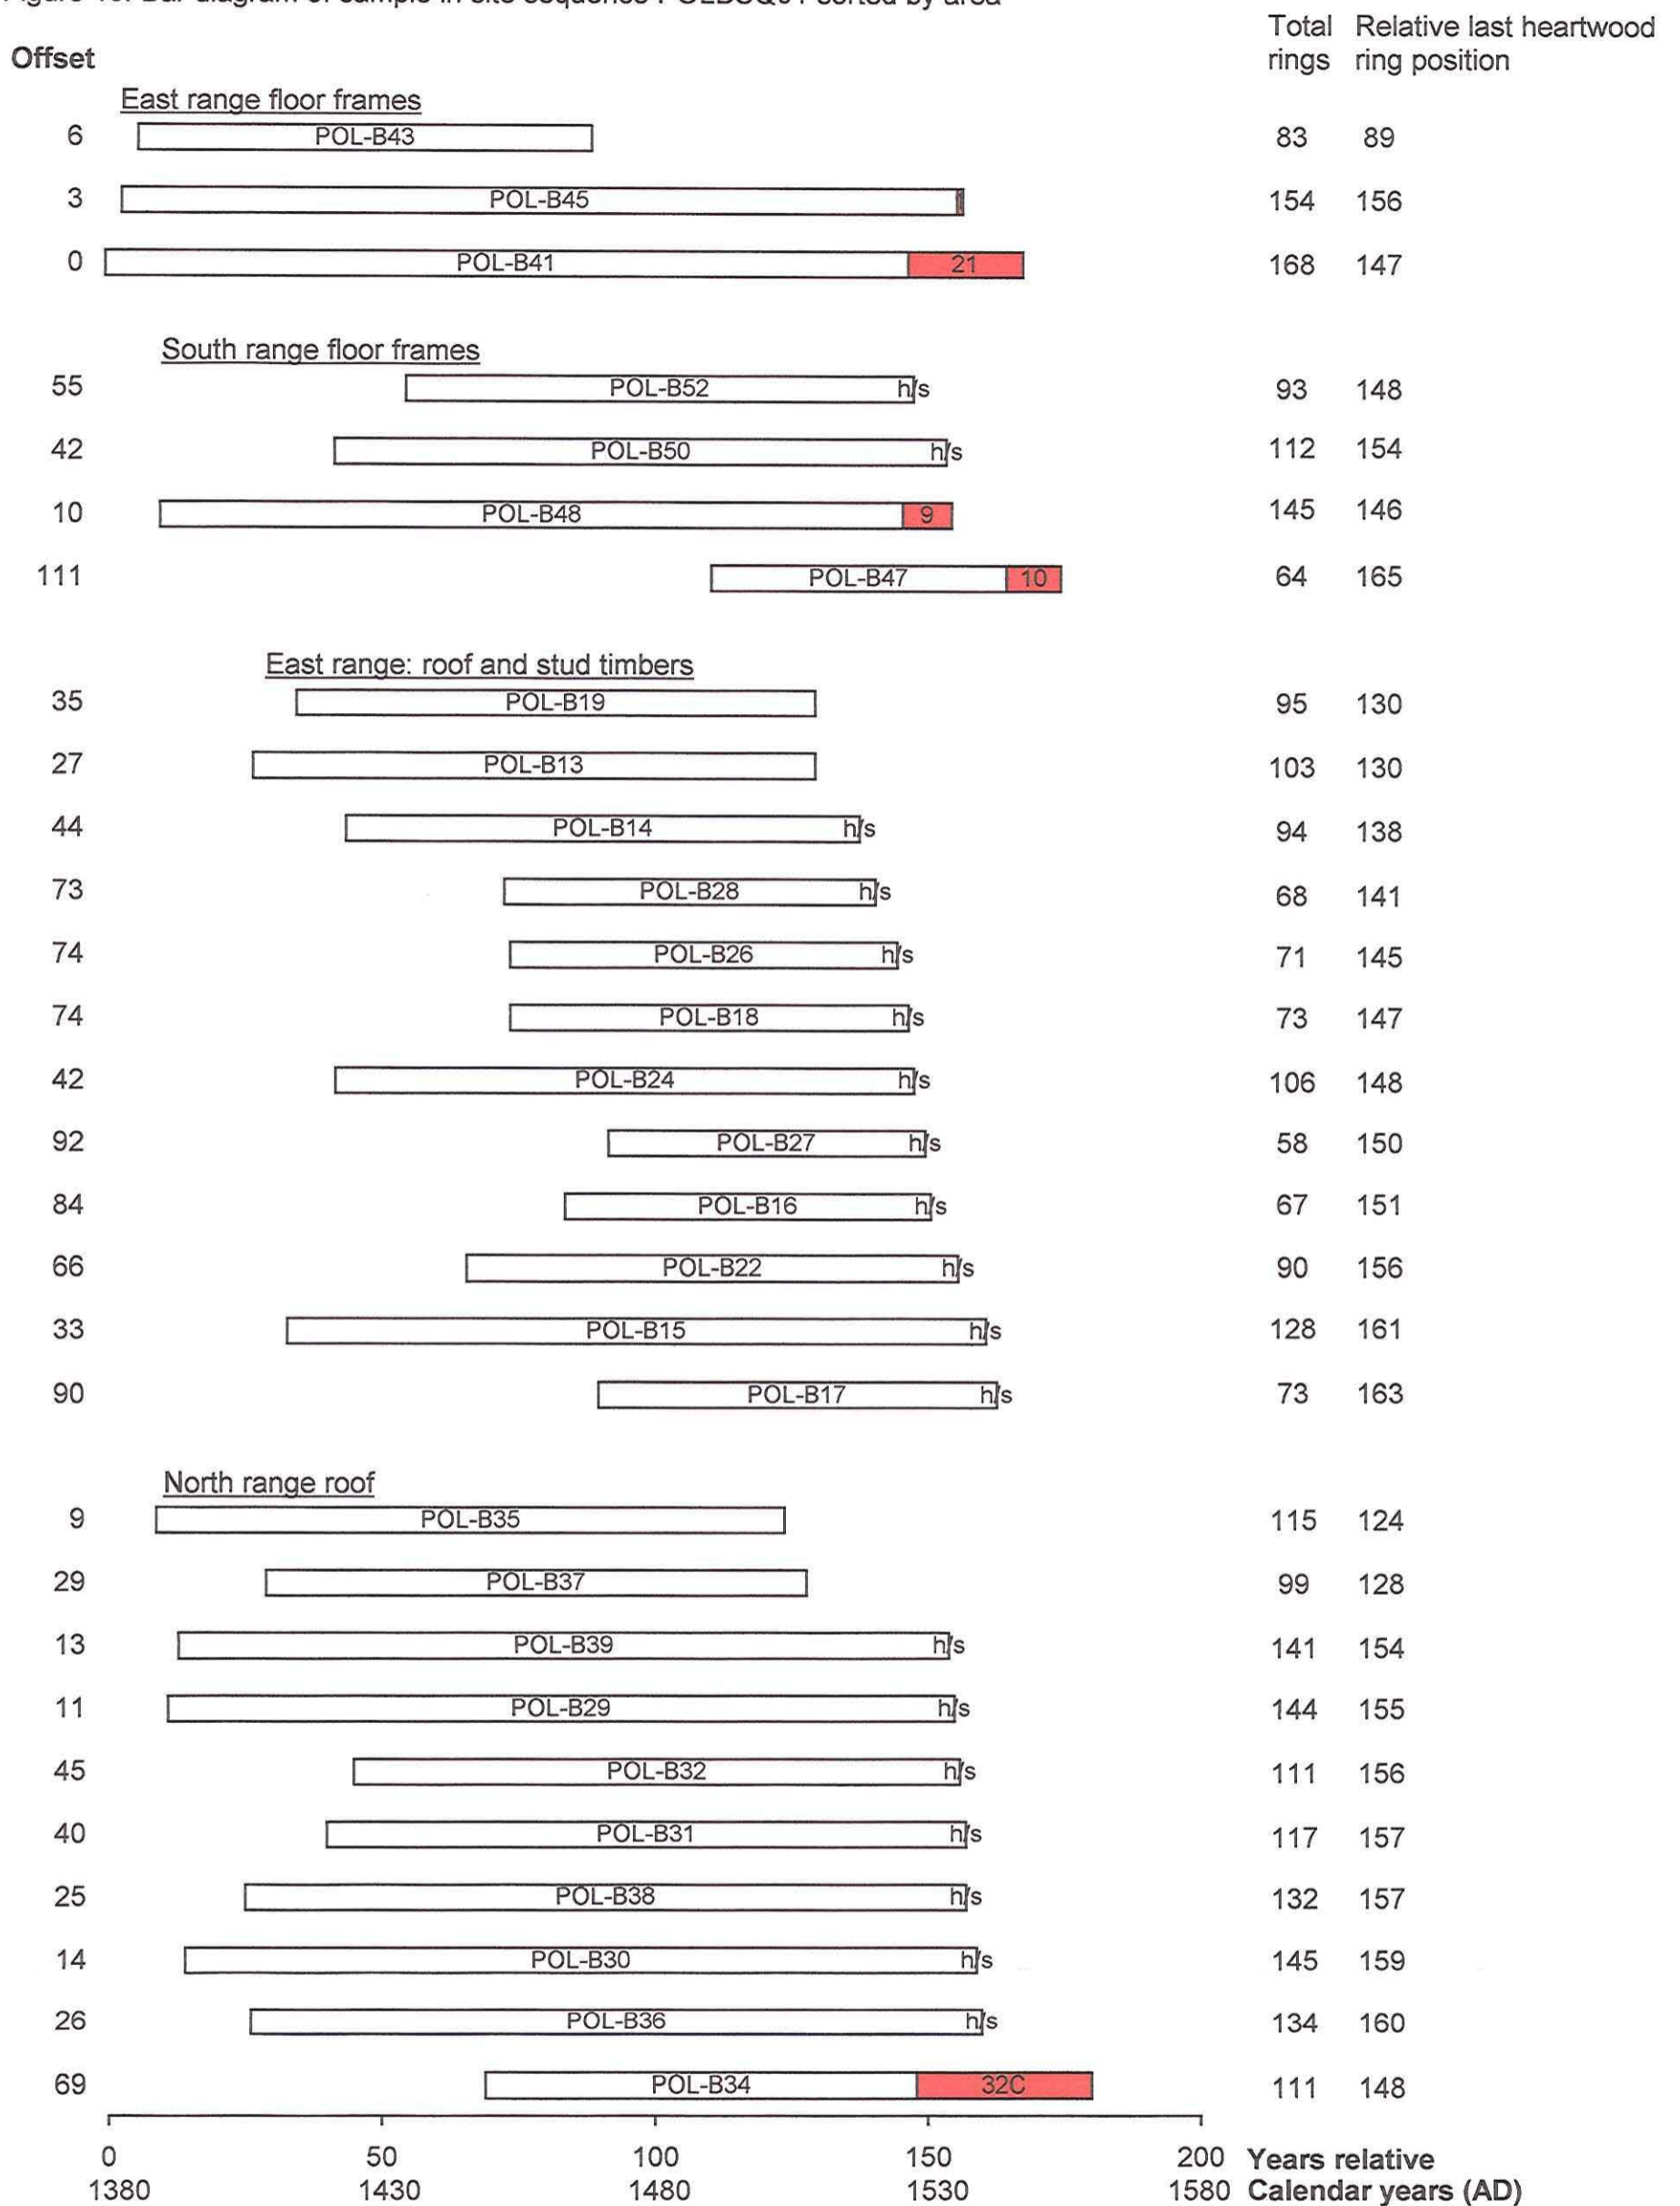 Total Relative last heartwood
Offset rings ring position
East range floor frames
6 POL-B43 83 89
3 POL-B45 154 156
0 POL-B41 21 168 147
South range floor frames
55 POL-B52 h/s 93 148
42 POL-B50 h/s 112 154
10 POL-B48 9 145 146
111 POL-B47 10 64 165
East range: roof and stud timbers
35 POL-B19 95 130
27 POL-B13 103 130
44 POL-B14 h/s 94 138
73 POL-B28 h/s 68 141
74 POL-B26 h/s 71 145
74 POL-B18 h/s 73 147
42 POL-B24 h/s 106 148
92 POL-B27 h/s 58 150
84 POL-B16 h/s 67 151
66 POL-B22 h/s 90 156
33 POL-B15 h/s 128 161
90 POL-B17 h/s 73 163
North range roof
9 POL-B35 115 124
29 POL-B37 99 128
13 POL-B39 h/s 141 154
11 POL-B29 h/s 144 155
45 POL-B32 h/s 111 156
40 POL-B31 h/s 117 157
25 POL-B38 h/s 132 157
14 POL-B30 h/s 145 159
26 POL-B36 h/s 134 160
69 POL-B34 32C 111 148
0 50 100 150 200 Years relative
1380 1430 1480 1530 1580 Calendar years (AD)